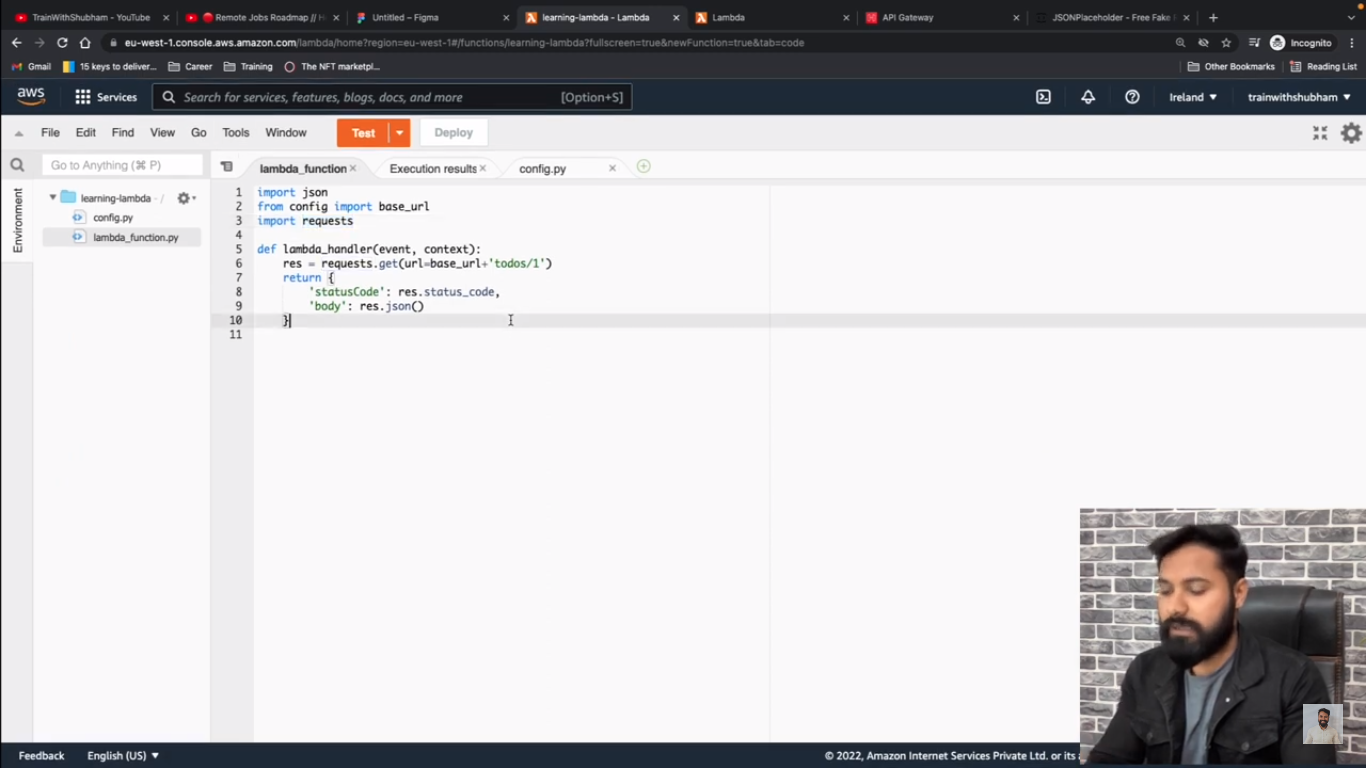 TrainWithShubham - YouTube
Remote Jobs Roadmap // H
Untitled – Figma
learning-lambda - Lambda
Lambda
API Gateway
JSONPlaceholder - Free Fake
eu-west-1.console.aws.amazon.com/lambda/home?region=eu-west-1#/functions/learning-lambda?fullscreen=true&newFunction=true&tab=code
Incognito
Gmail
15 keys to deliver...
Career
Training
The NFT marketpl...
Other Bookmarks
Reading List
aws
Services
Search for services, features, blogs, docs, and more
[Option+S]
Ireland
trainwithshubham
File
Edit
Find
View
Go
Tools
Window
Test
Deploy
Go to Anything (⌘ P)
lambda_function
Execution results
config.py
Environment
learning-lambda - /
config.py
lambda_function.py
1 import json
2 from config import base_url
3 import requests
4
5 def lambda_handler(event, context):
6 res = requests.get(url=base_url+'todos/1')
7 return {
8 'statusCode': res.status_code,
9 'body': res.json()
10 }
11
Feedback
English (US)
© 2022, Amazon Internet Services Private Ltd. or its